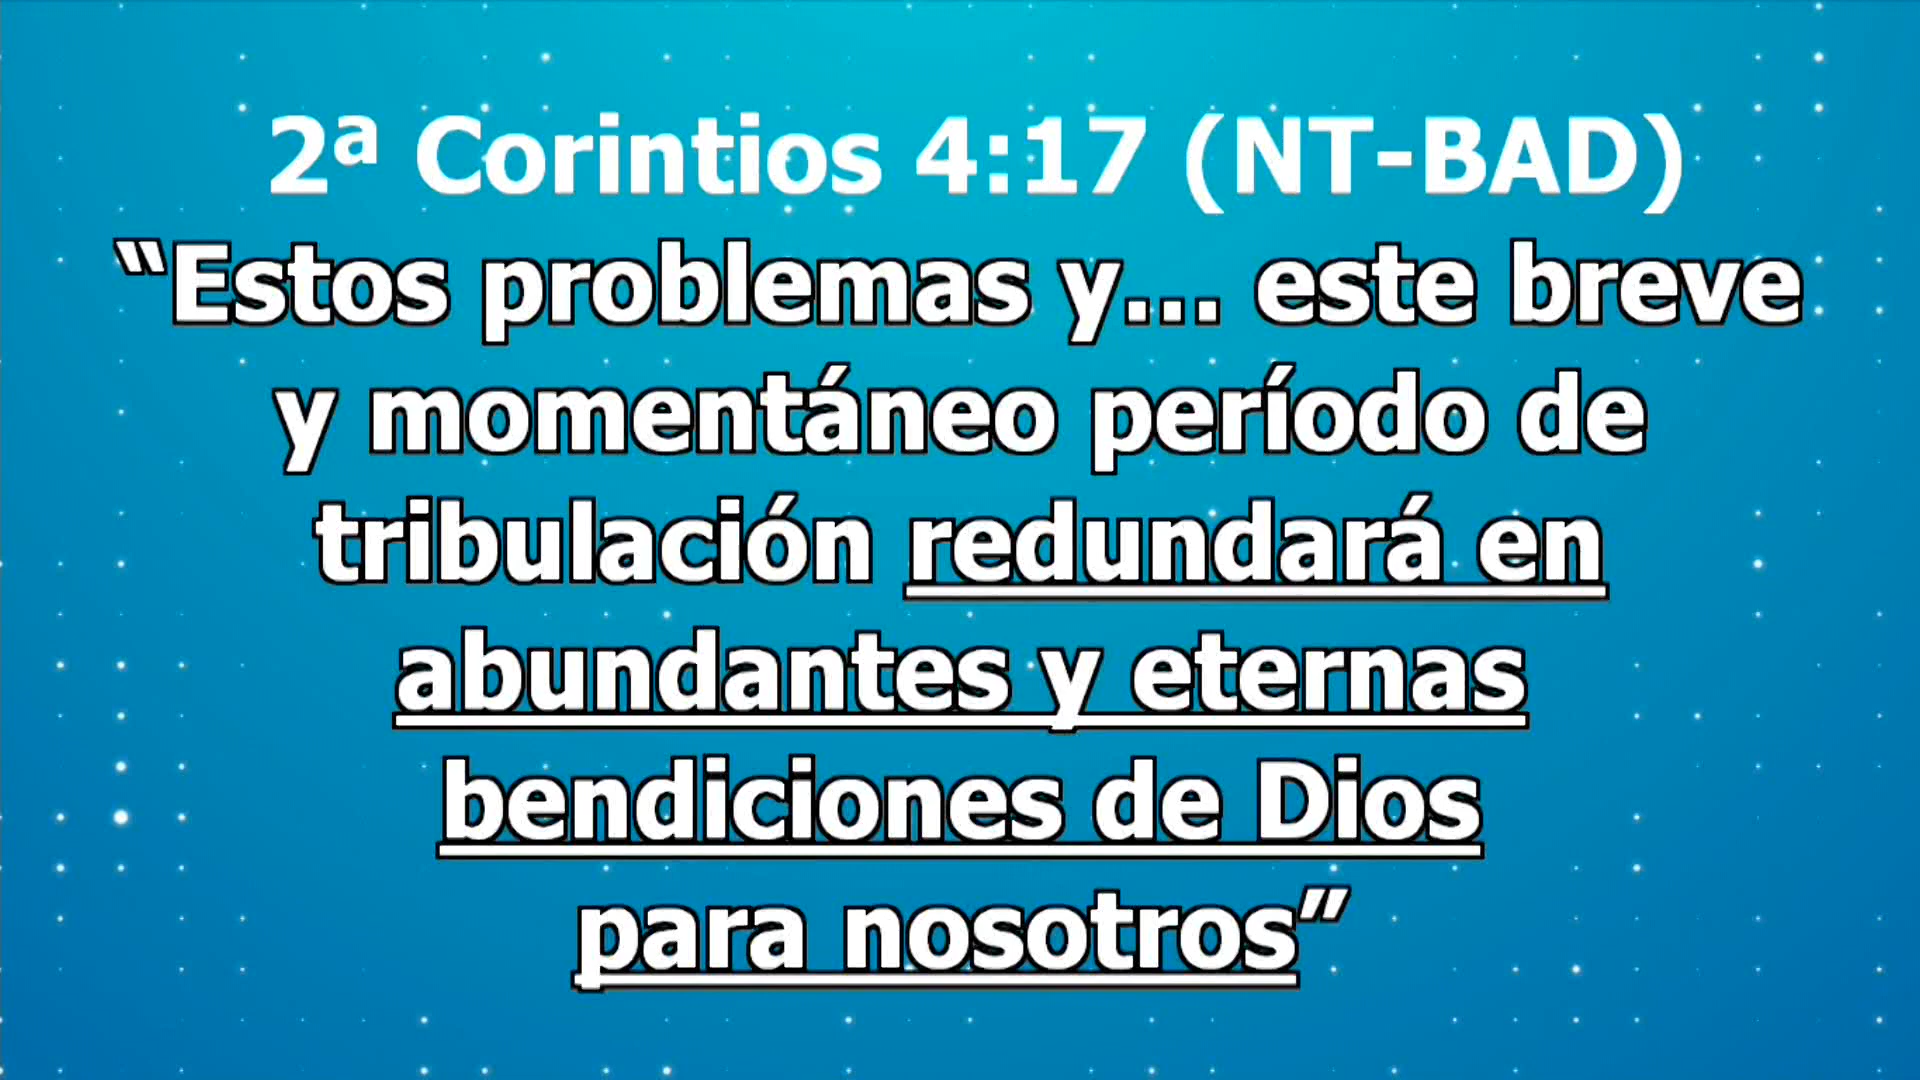 2ª Corintios 4:17 (NT-BAD)
“Estos problemas y... este breve
y momentáneo período de
tribulación redundará en
abundantes y eternas
bendiciones de Dios
para nosotros”